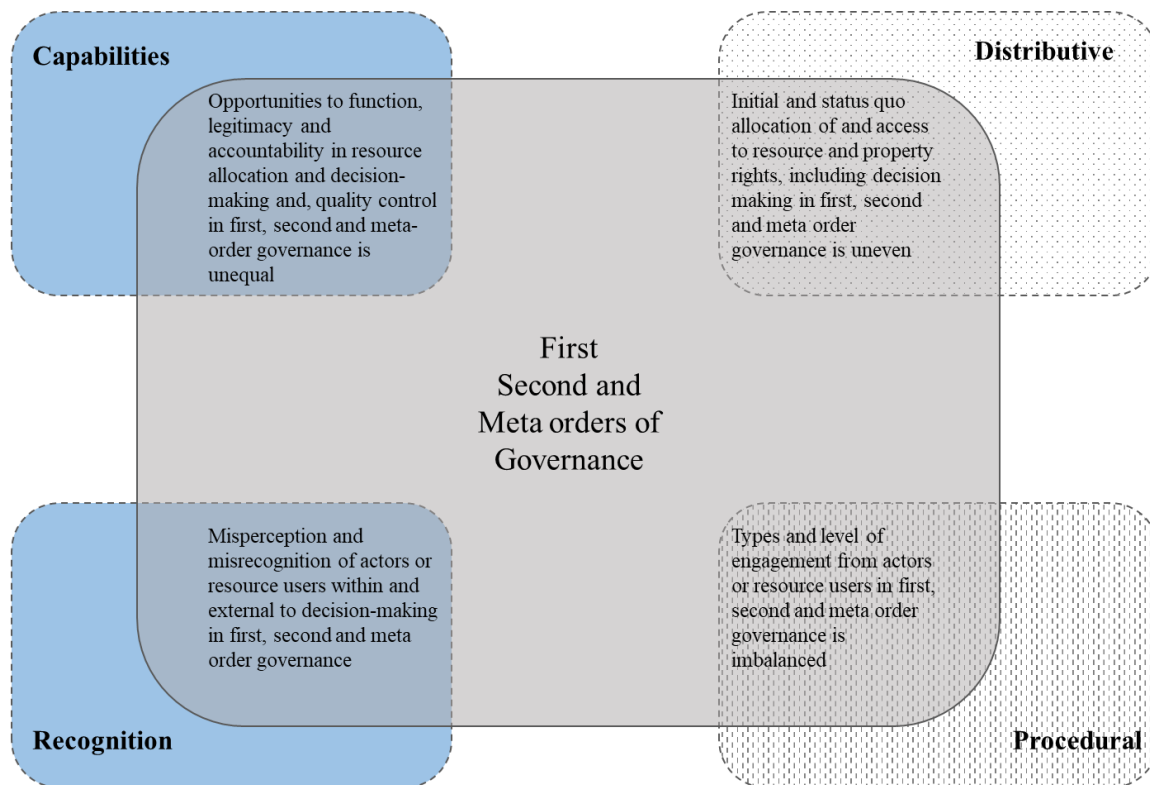 Capabilities
Opportunities to function,
legitimacy and
accountability in resource
allocation and decision-
making and, quality control
in first, second and meta-
order governance is
unequal
Distributive
Initial and status quo
allocation of and access
to resource and property
rights, including decision
making in first, second
and meta order
governance is uneven
First
Second and
Meta orders of
Governance
Misperception and
misrecognition of actors or
resource users within and
external to decision-making
in first, second and meta
order governance
Recognition
Types and level of
engagement from actors
or resource users in first,
second and meta order
governance is
imbalanced
Procedural